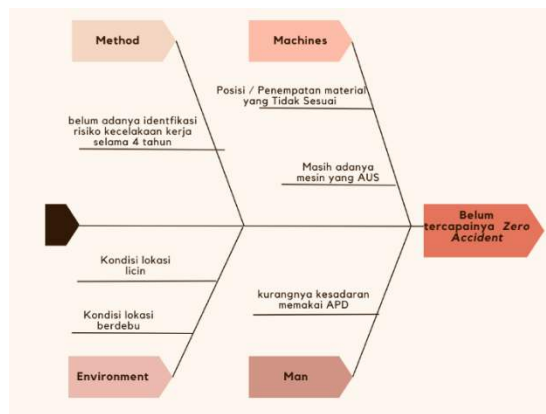 Method
Machines
Posisi / Penempatan material
yang Tidak Sesuai
belum adanya identfikasi
risiko kecelakaan kerja
selama 4 tahun
Masih adanya
mesin yang AUS
Belum
tercapainya Zero
Accident
Kondisi lokasi
licin
kurangnya kesadaran
memakai APD
Kondisi lokasi
berdebu
Environment
Man